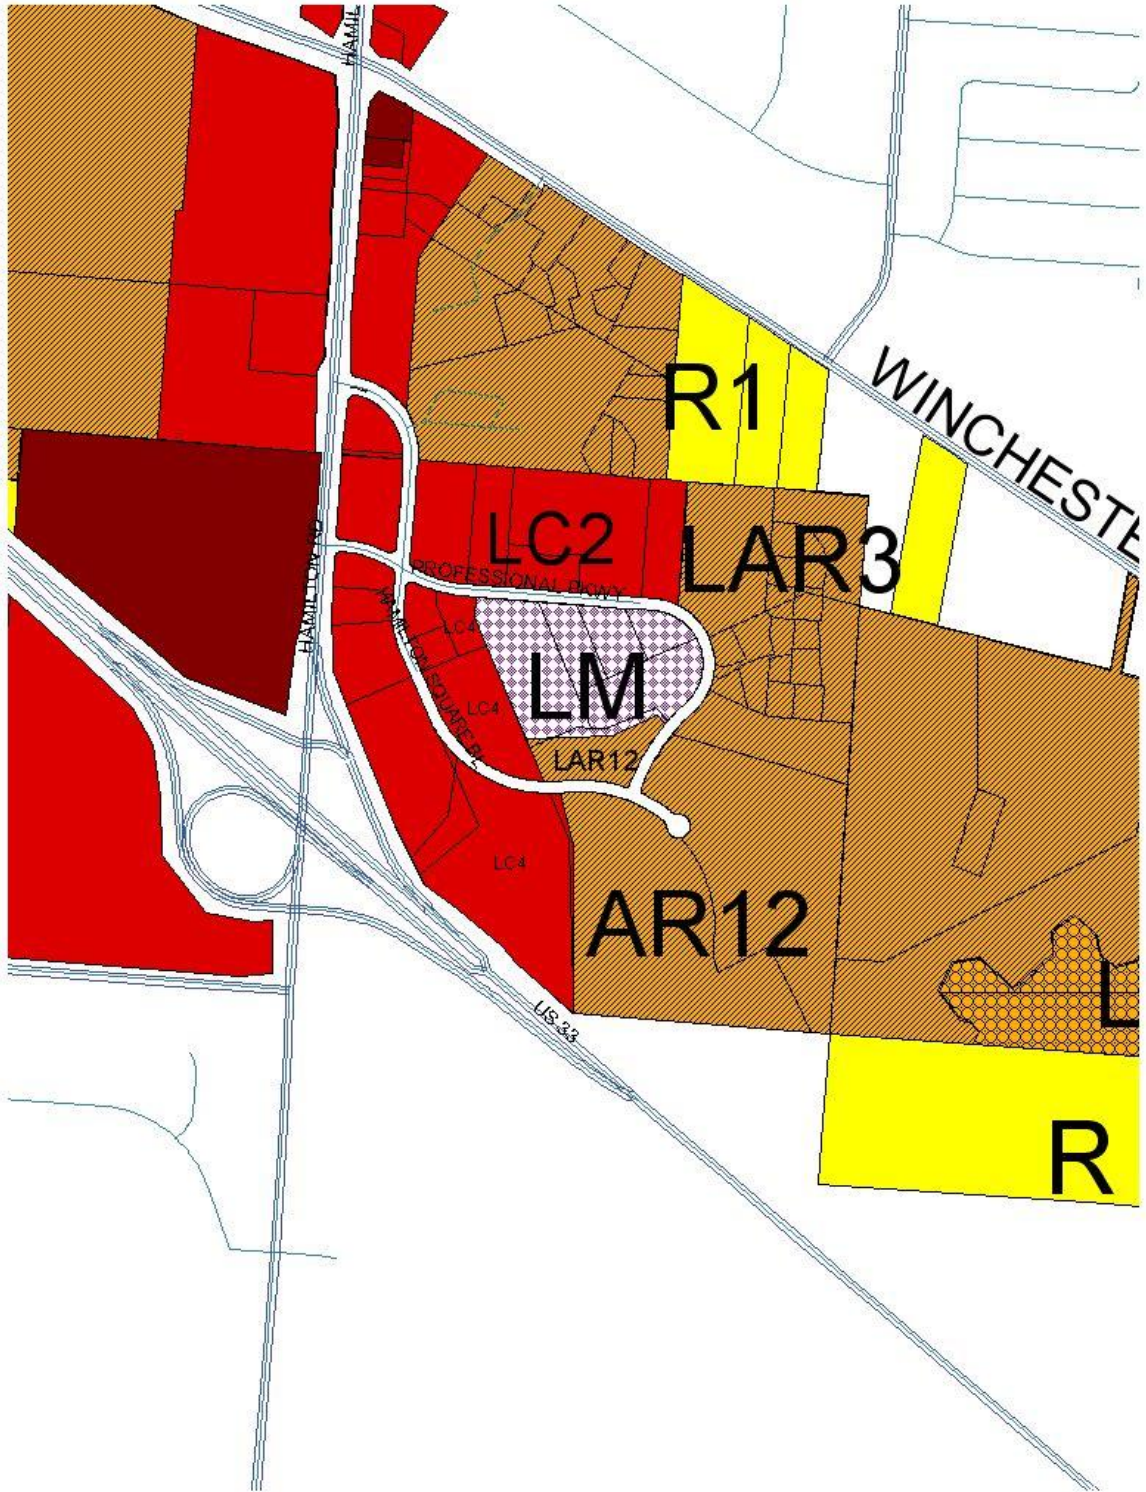 HAMIL
R1
WINCHESTE
LC2
LAR3
PROFESSIONAL PKWY
HAMILTON RD
HAMILTON SQUARE BL
LC4
LM
LC4
LAR12
LC4
AR12
L
US 33
R